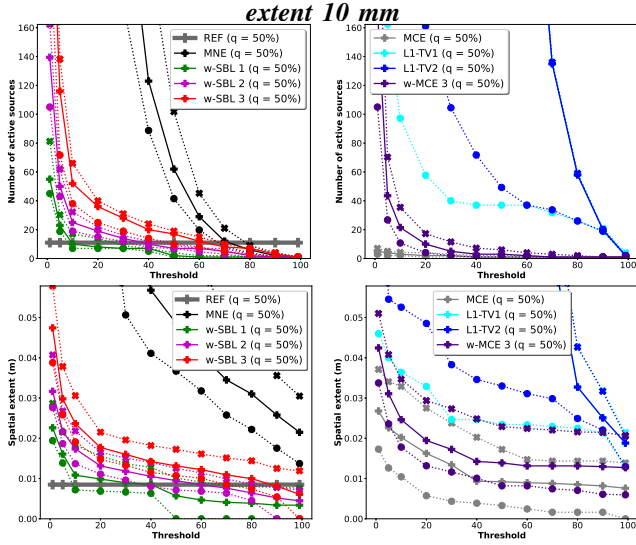 extent 10 mm
160
140
120
100
80
60
40
20
0
Number of active sources
REF (q = 50%)
MNE (q = 50%)
w-SBL 1 (q = 50%)
w-SBL 2 (q = 50%)
w-SBL 3 (q = 50%)
0 20 40 60 80 100
Threshold
160
140
120
100
80
60
40
20
0
Number of active sources
MCE (q = 50%)
L1-TV1 (q = 50%)
L1-TV2 (q = 50%)
w-MCE 3 (q = 50%)
0 20 40 60 80 100
Threshold
0.05
0.04
0.03
0.02
0.01
0.00
Spatial extent (m)
REF (q = 50%)
MNE (q = 50%)
w-SBL 1 (q = 50%)
w-SBL 2 (q = 50%)
w-SBL 3 (q = 50%)
0 20 40 60 80 100
Threshold
0.05
0.04
0.03
0.02
0.01
0.00
Spatial extent (m)
MCE (q = 50%)
L1-TV1 (q = 50%)
L1-TV2 (q = 50%)
w-MCE 3 (q = 50%)
0 20 40 60 80 100
Threshold